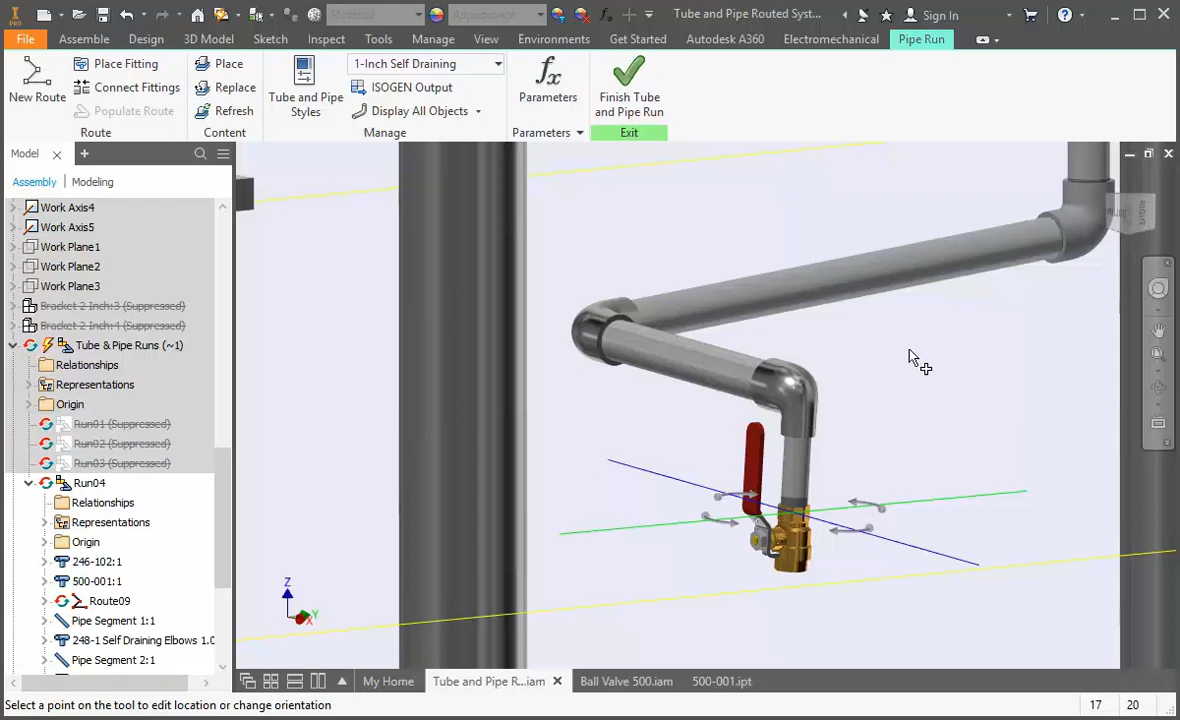 PRO
Material
Appearance
Tube and Pipe Routed Syst...
Sign In
File
Assemble
Design
3D Model
Sketch
Inspect
Tools
Manage
View
Environments
Get Started
Autodesk A360
Electromechanical
Pipe Run
New Route
Place Fitting
Connect Fittings
Populate Route
Route
Place
Replace
Refresh
Content
Tube and Pipe
Styles
1-Inch Self Draining
ISOGEN Output
Display All Objects
Manage
fx
Parameters
Parameters
Finish Tube
and Pipe Run
Exit
Model
Assembly
Modeling
Work Axis4
Work Axis5
Work Plane1
Work Plane2
Work Plane3
Bracket 2 Inch:3 (Suppressed)
Bracket 2 Inch:4 (Suppressed)
Tube & Pipe Runs (~1)
Relationships
Representations
Origin
Run01 (Suppressed)
Run02 (Suppressed)
Run03 (Suppressed)
Run04
Relationships
Representations
Origin
246-102:1
500-001:1
Route09
Pipe Segment 1:1
248-1 Self Draining Elbows 1.0
Pipe Segment 2:1
RIGHT
Z
Y
X
My Home
Tube and Pipe R...iam
Ball Valve 500.iam
500-001.ipt
Select a point on the tool to edit location or change orientation
17
20